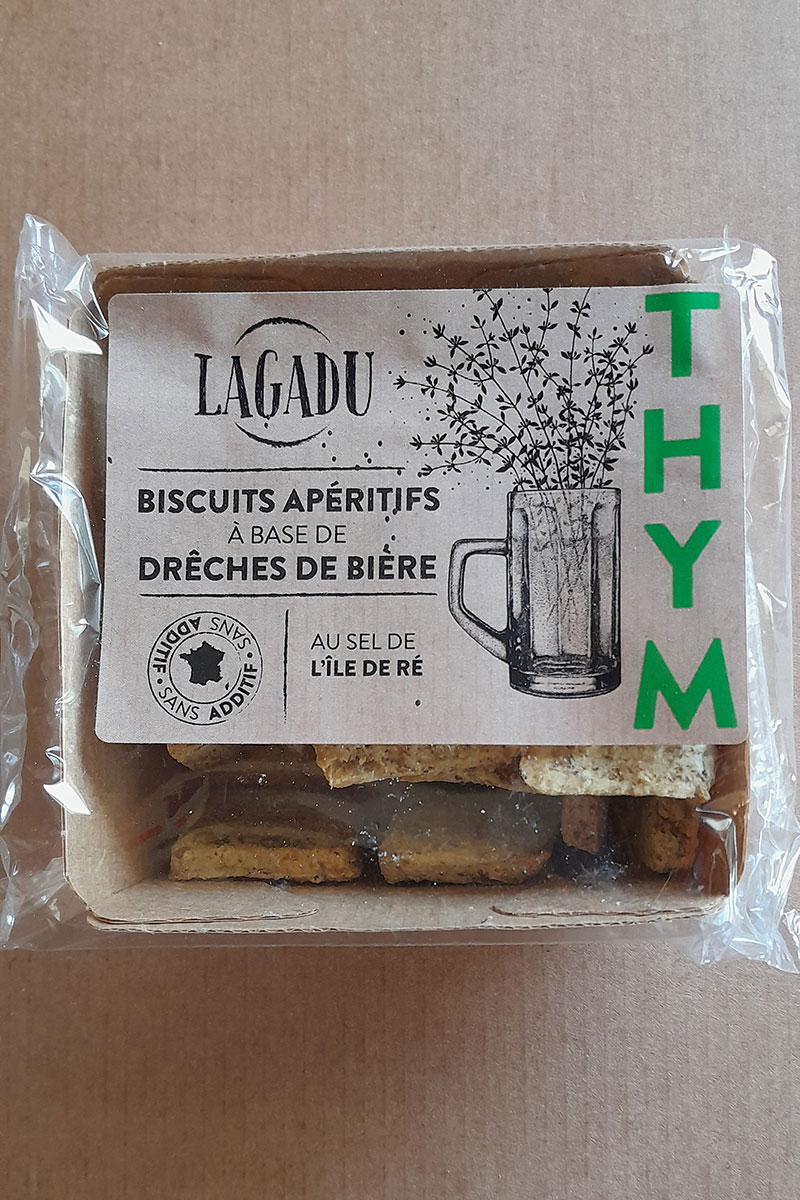 LAGADU
BISCUITS APÉRITIFS
À BASE DE
DRÊCHES DE BIÈRE
SANS ADDITIF · SANS ADDITIF ·
AU SEL DE
L'ÎLE DE RÉ
THYM